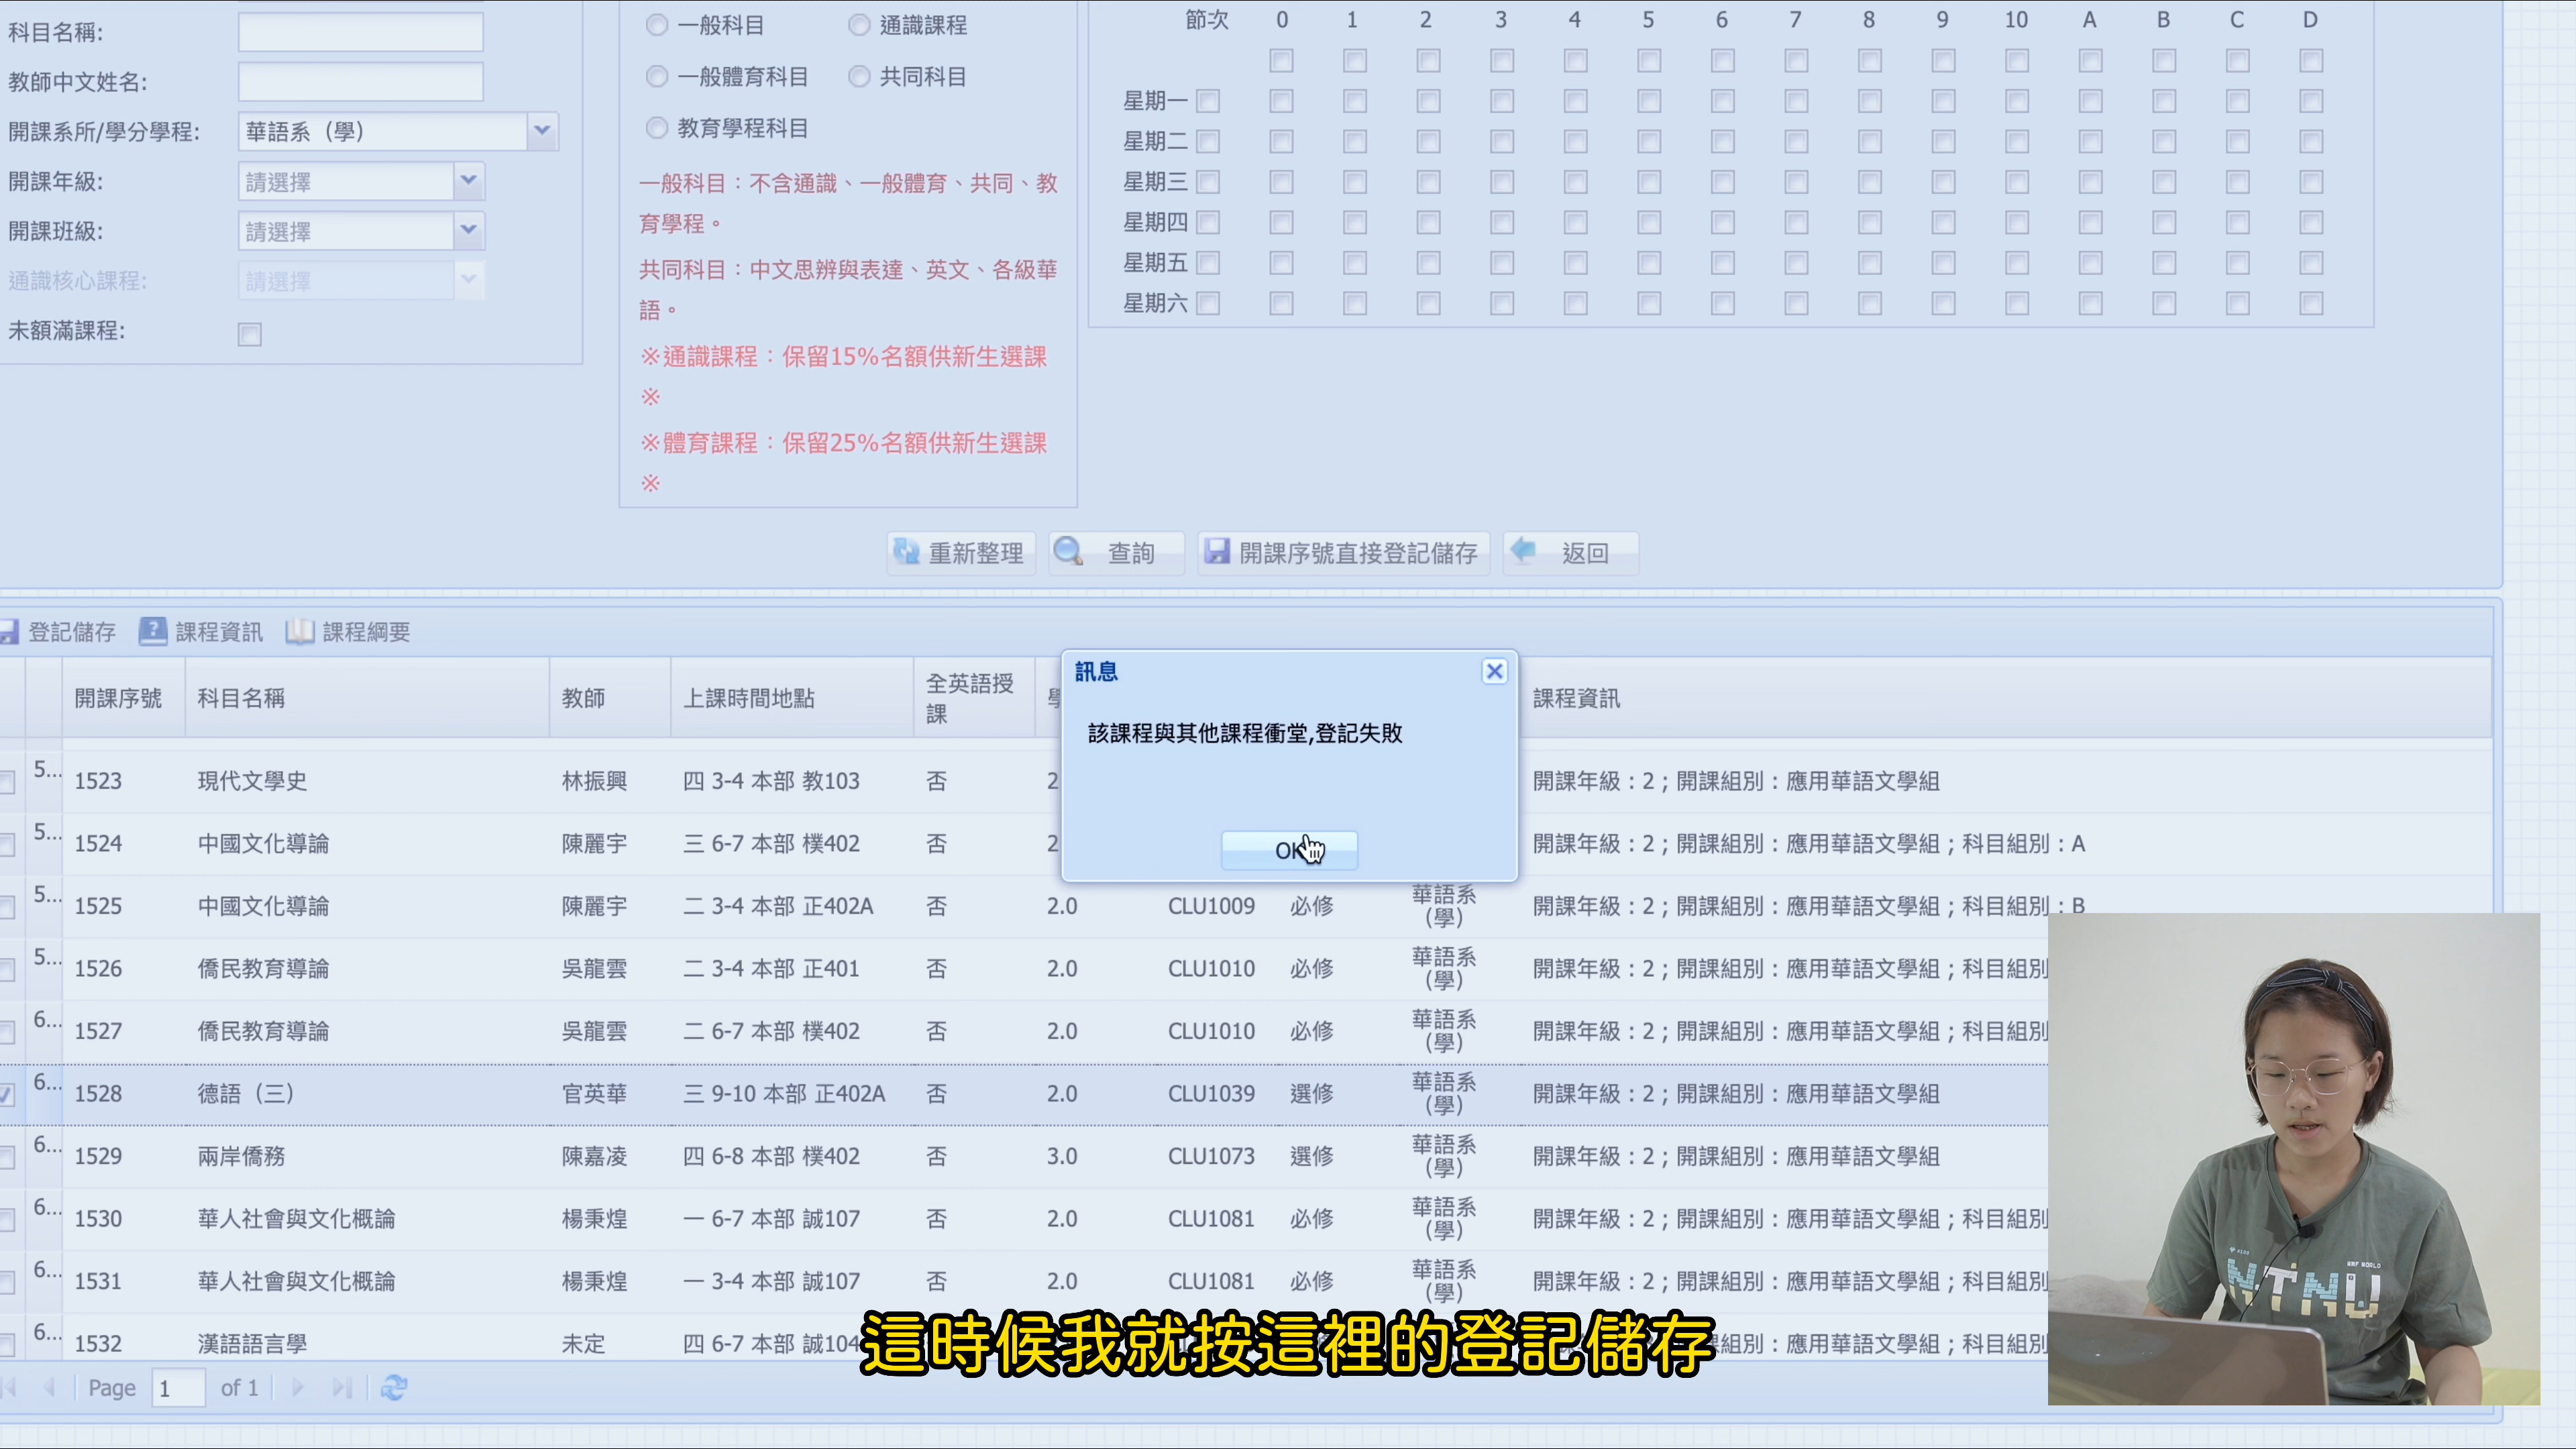 科目名稱:
教師中文姓名:
開課系所/學分學程: 華語系（學）
開課年級: 請選擇
開課班級: 請選擇
通識核心課程: 請選擇
未額滿課程:
一般科目 通識課程
一般體育科目 共同科目
教育學程科目
一般科目：不含通識、一般體育、共同、教
育學程。
共同科目：中文思辨與表達、英文、各級華
語。
※通識課程：保留15%名額供新生選課
※
※體育課程：保留25%名額供新生選課
※
節次 0 1 2 3 4 5 6 7 8 9 10 A B C D
星期一
星期二
星期三
星期四
星期五
星期六
重新整理 查詢 開課序號直接登記儲存 返回
登記儲存 課程資訊 課程綱要
開課序號 科目名稱 教師 上課時間地點 全英語授課 課程資訊
訊息
該課程與其他課程衝堂,登記失敗
OK
5... 1523 現代文學史 林振興 四 3-4 本部 教103 否 2 開課年級：2 ; 開課組別：應用華語文學組
5... 1524 中國文化導論 陳麗宇 三 6-7 本部 樸402 否 2 開課年級：2 ; 開課組別：應用華語文學組 ; 科目組別：A
5... 1525 中國文化導論 陳麗宇 二 3-4 本部 正402A 否 2.0 CLU1009 必修 華語系（學） 開課年級：2 ; 開課組別：應用華語文學組 ; 科目組別：B
5... 1526 僑民教育導論 吳龍雲 二 3-4 本部 正401 否 2.0 CLU1010 必修 華語系（學） 開課年級：2 ; 開課組別：應用華語文學組 ; 科目組別
6... 1527 僑民教育導論 吳龍雲 二 6-7 本部 樸402 否 2.0 CLU1010 必修 華語系（學） 開課年級：2 ; 開課組別：應用華語文學組 ; 科目組別
6... 1528 德語（三） 官英華 三 9-10 本部 正402A 否 2.0 CLU1039 選修 華語系（學） 開課年級：2 ; 開課組別：應用華語文學組
6... 1529 兩岸僑務 陳嘉凌 四 6-8 本部 樸402 否 3.0 CLU1073 選修 華語系（學） 開課年級：2 ; 開課組別：應用華語文學組
6... 1530 華人社會與文化概論 楊秉煌 一 6-7 本部 誠107 否 2.0 CLU1081 必修 華語系（學） 開課年級：2 ; 開課組別：應用華語文學組 ; 科目組別
6... 1531 華人社會與文化概論 楊秉煌 一 3-4 本部 誠107 否 2.0 CLU1081 必修 華語系（學） 開課年級：2 ; 開課組別：應用華語文學組 ; 科目組別
6... 1532 漢語語言學 未定 四 6-7 本部 誠104 組別：應用華語文學組 ; 科目組別
這時候我就按這裡的登記儲存
Page 1 of 1
WORLD
NTNU